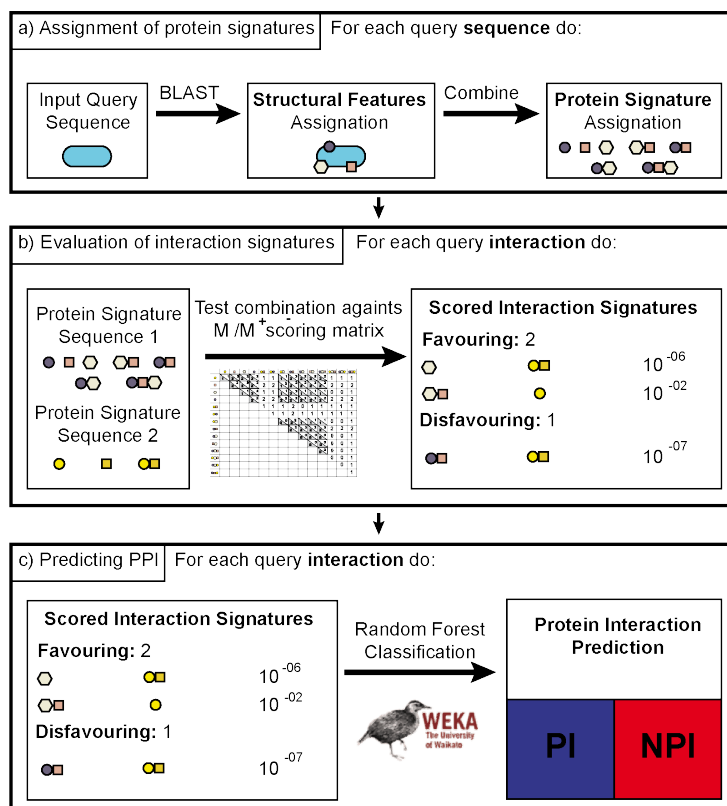 a) Assignment of protein signatures
For each query sequence do:
Input Query
Sequence
BLAST
Structural Features
Assignation
Combine
Protein Signature
Assignation
b) Evaluation of interaction signatures
For each query interaction do:
Protein Signature
Sequence 1
Protein Signature
Sequence 2
Test combination againts
M⁻/M⁺ scoring matrix
Scored Interaction Signatures
Favouring: 2
10⁻⁰⁶
10⁻⁰²
Disfavouring: 1
10⁻⁰⁷
c) Predicting PPI
For each query interaction do:
Scored Interaction Signatures
Favouring: 2
10⁻⁰⁶
10⁻⁰²
Disfavouring: 1
10⁻⁰⁷
Random Forest
Classification
WEKA
The University
of Waikato
Protein Interaction
Prediction
PI
NPI